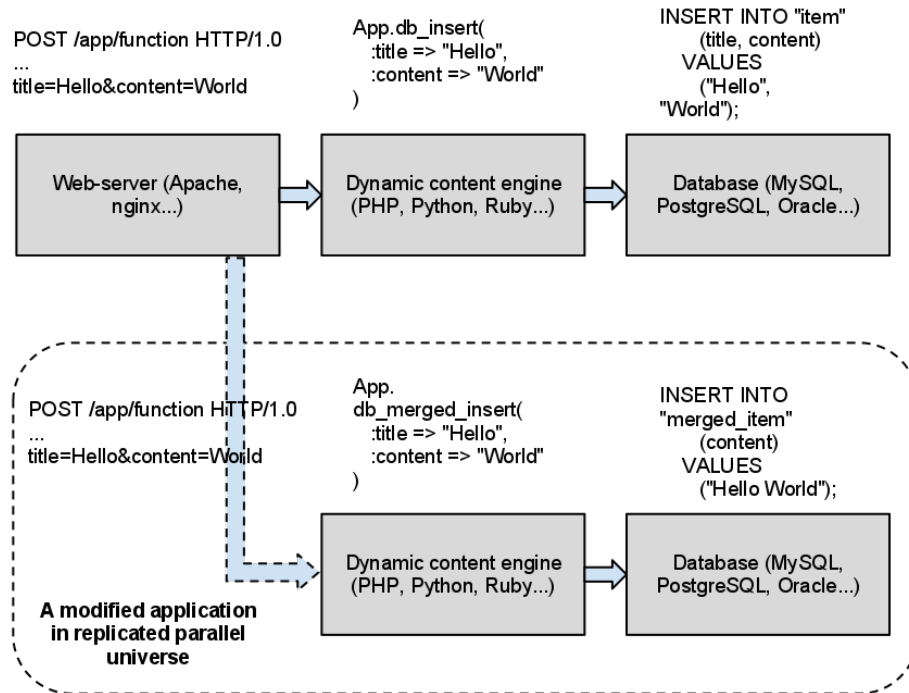 POST /app/function HTTP/1.0
...
title=Hello&content=World
App.db_insert(
:title => "Hello",
:content => "World"
)
INSERT INTO "item"
(title, content)
VALUES
("Hello",
"World");
Web-server (Apache,
nginx...)
Dynamic content engine
(PHP, Python, Ruby...)
Database (MySQL,
PostgreSQL, Oracle...)
POST /app/function HTTP/1.0
...
title=Hello&content=World
App.
db_merged_insert(
:title => "Hello",
:content => "World"
)
INSERT INTO
"merged_item"
(content)
VALUES
("Hello World");
Dynamic content engine
(PHP, Python, Ruby...)
Database (MySQL,
PostgreSQL, Oracle...)
A modified application
in replicated parallel
universe